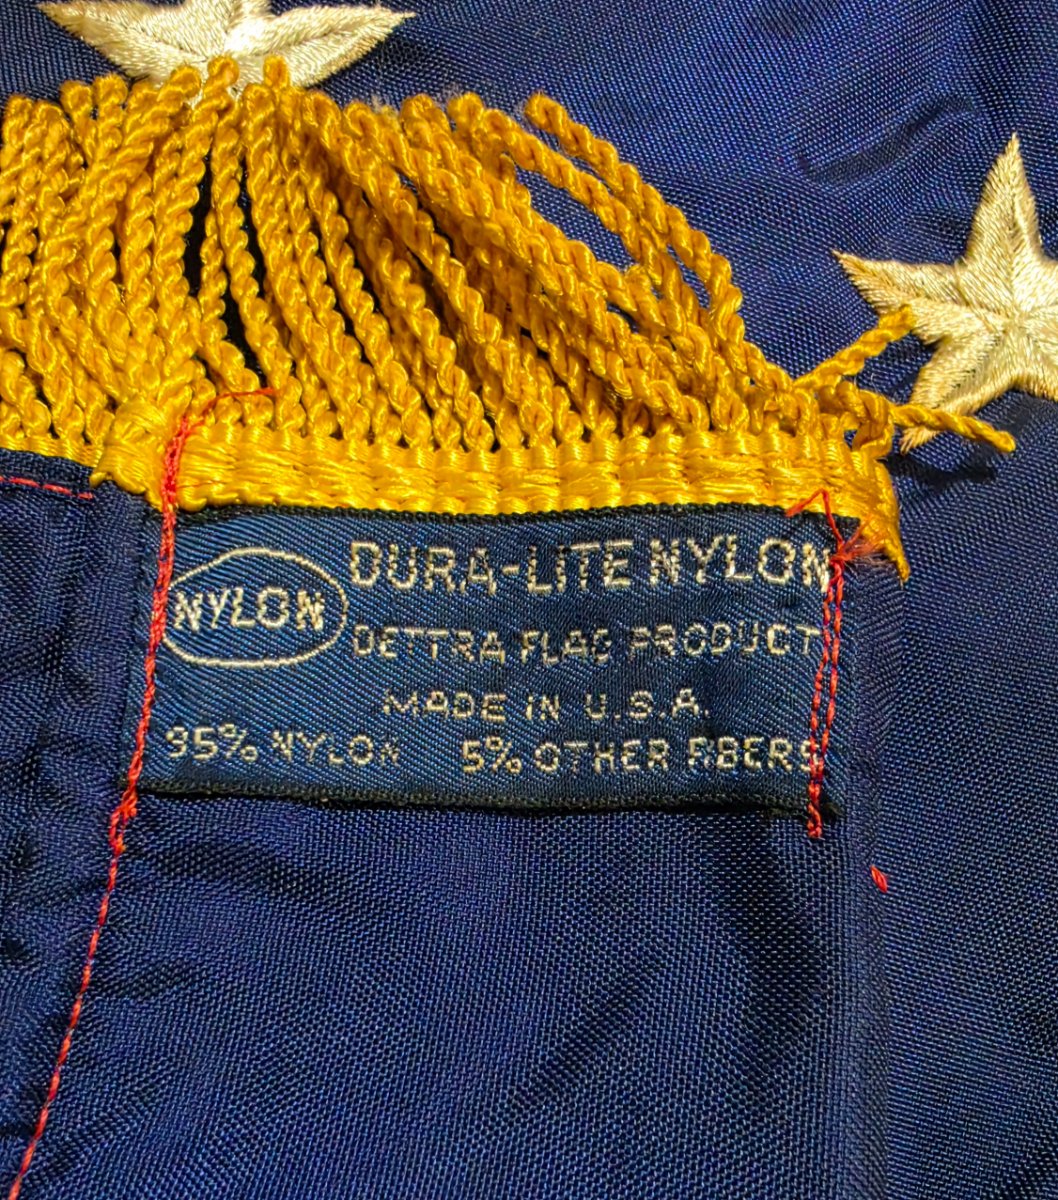 NYLON
DURA-LITE NYLON
DETTRA FLAG PRODUCT
MADE IN U.S.A.
95% NYLON 5% OTHER FIBERS